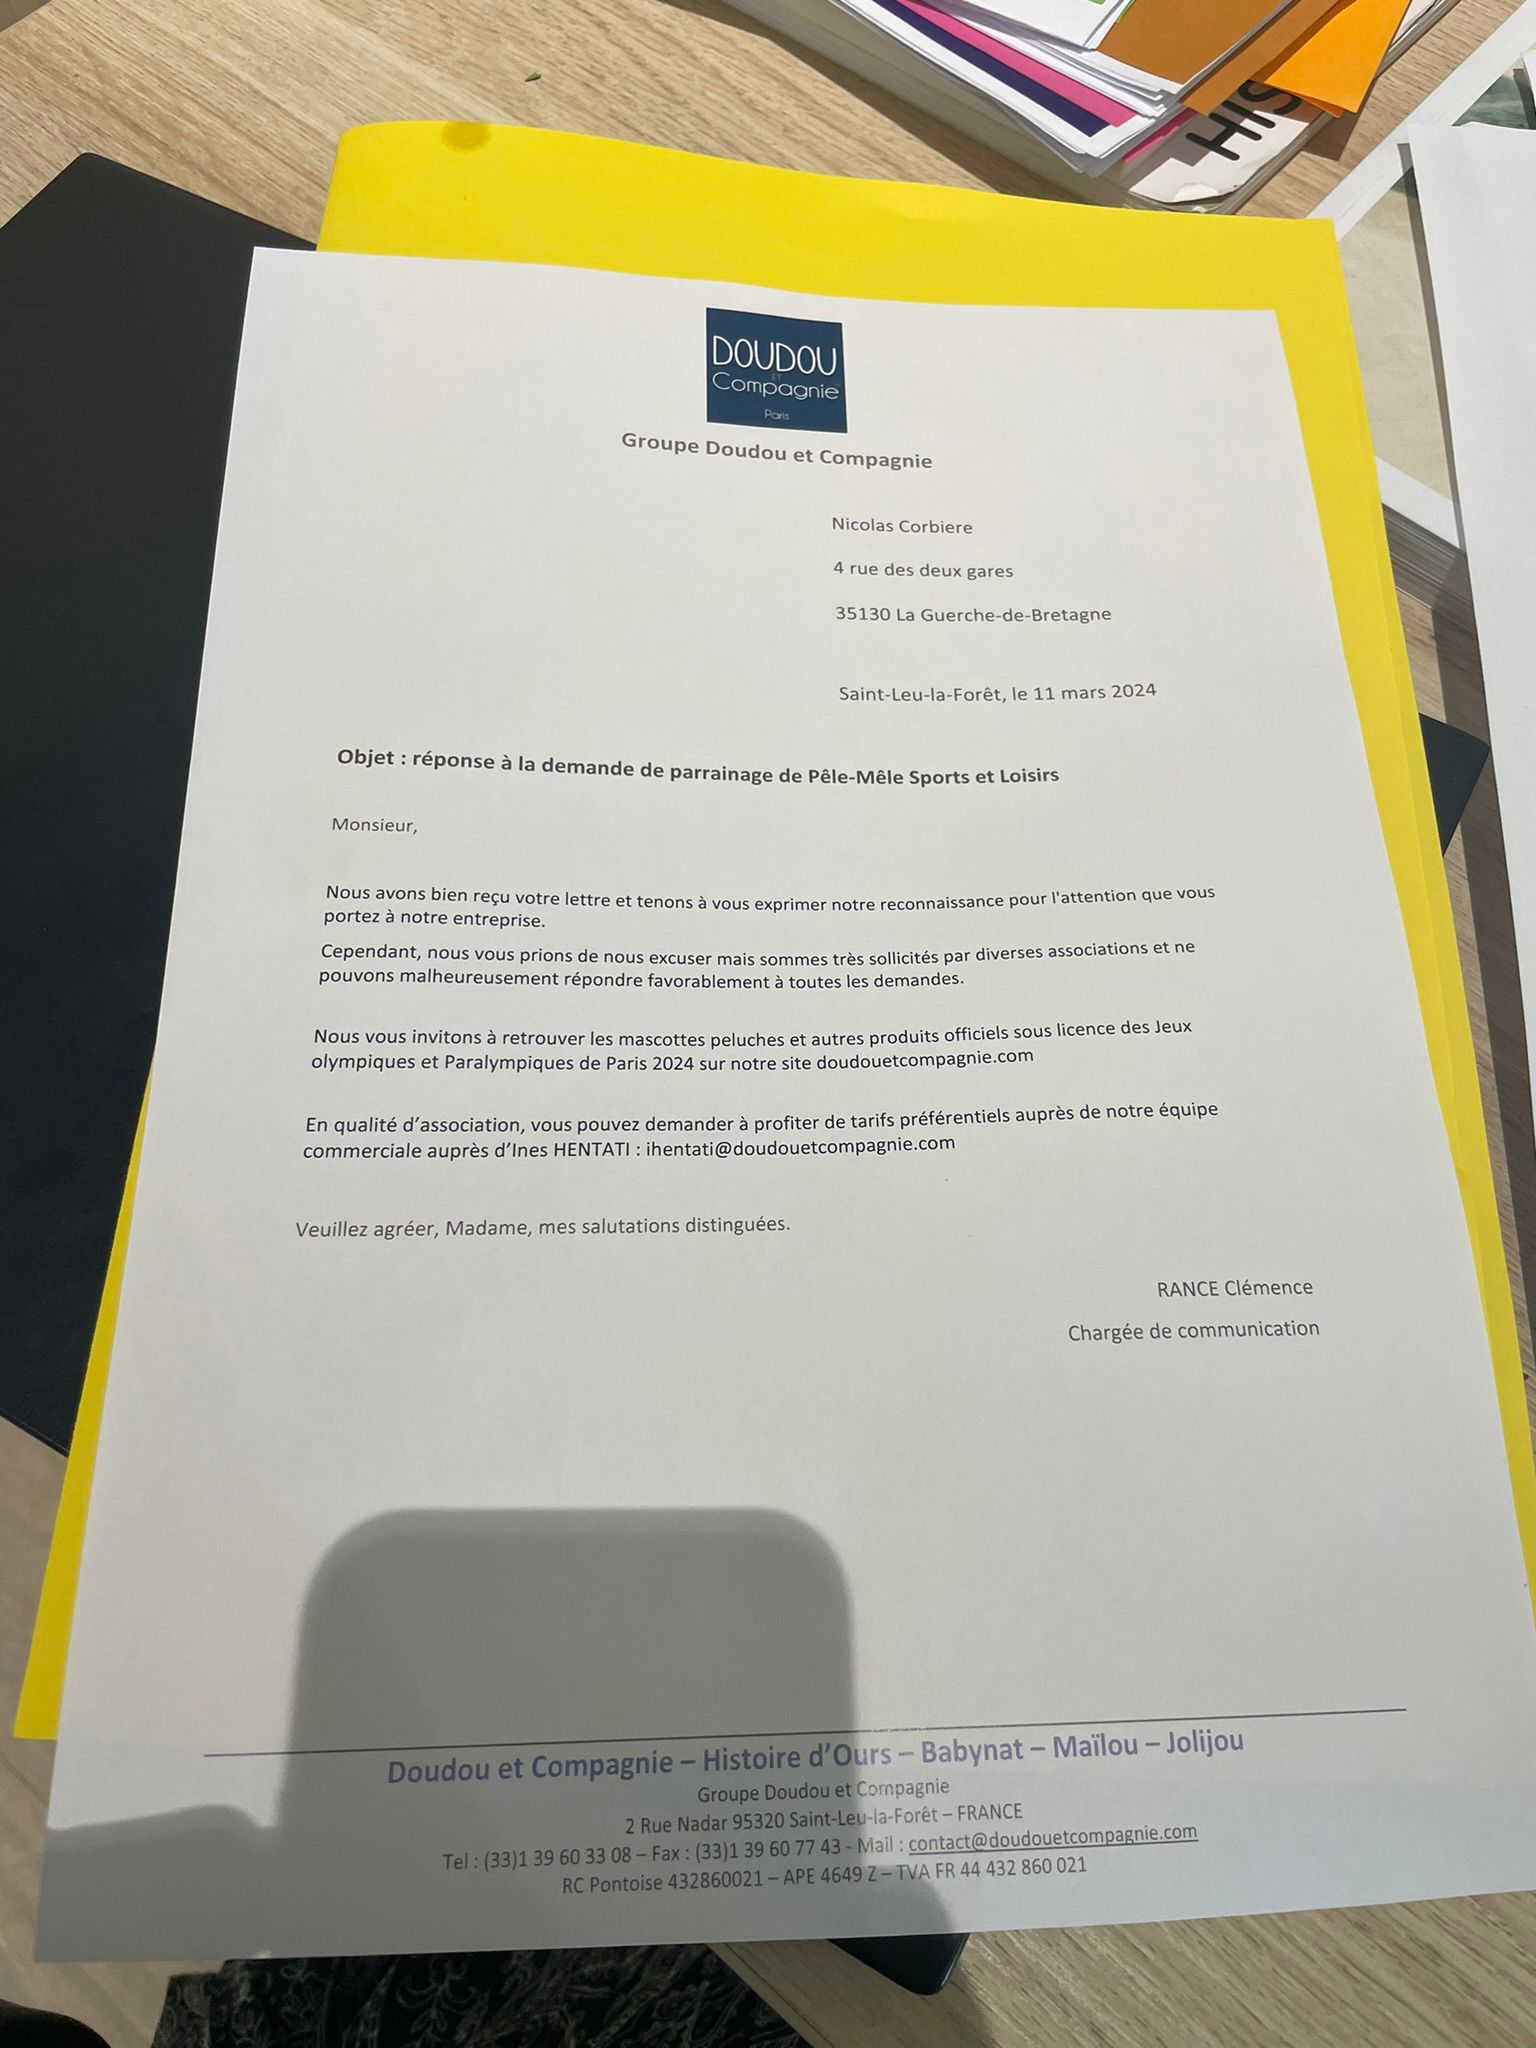 HIS
DOUDOU
ET
Compagnie
Paris
Groupe Doudou et Compagnie
Nicolas Corbiere
4 rue des deux gares
35130 La Guerche-de-Bretagne
Saint-Leu-la-Forêt, le 11 mars 2024
Objet : réponse à la demande de parrainage de Pêle-Mêle Sports et Loisirs
Monsieur,
Nous avons bien reçu votre lettre et tenons à vous exprimer notre reconnaissance pour l'attention que vous
portez à notre entreprise.
Cependant, nous vous prions de nous excuser mais sommes très sollicités par diverses associations et ne
pouvons malheureusement répondre favorablement à toutes les demandes.
Nous vous invitons à retrouver les mascottes peluches et autres produits officiels sous licence des Jeux
olympiques et Paralympiques de Paris 2024 sur notre site doudouetcompagnie.com
En qualité d’association, vous pouvez demander à profiter de tarifs préférentiels auprès de notre équipe
commerciale auprès d’Ines HENTATI : ihentati@doudouetcompagnie.com
Veuillez agréer, Madame, mes salutations distinguées.
RANCE Clémence
Chargée de communication
Doudou et Compagnie – Histoire d’Ours – Babynat – Maïlou – Jolijou
Groupe Doudou et Compagnie
2 Rue Nadar 95320 Saint-Leu-la-Forêt – FRANCE
Tel : (33)1 39 60 33 08 – Fax : (33)1 39 60 77 43 - Mail : contact@doudouetcompagnie.com
RC Pontoise 432860021 – APE 4649 Z – TVA FR 44 432 860 021